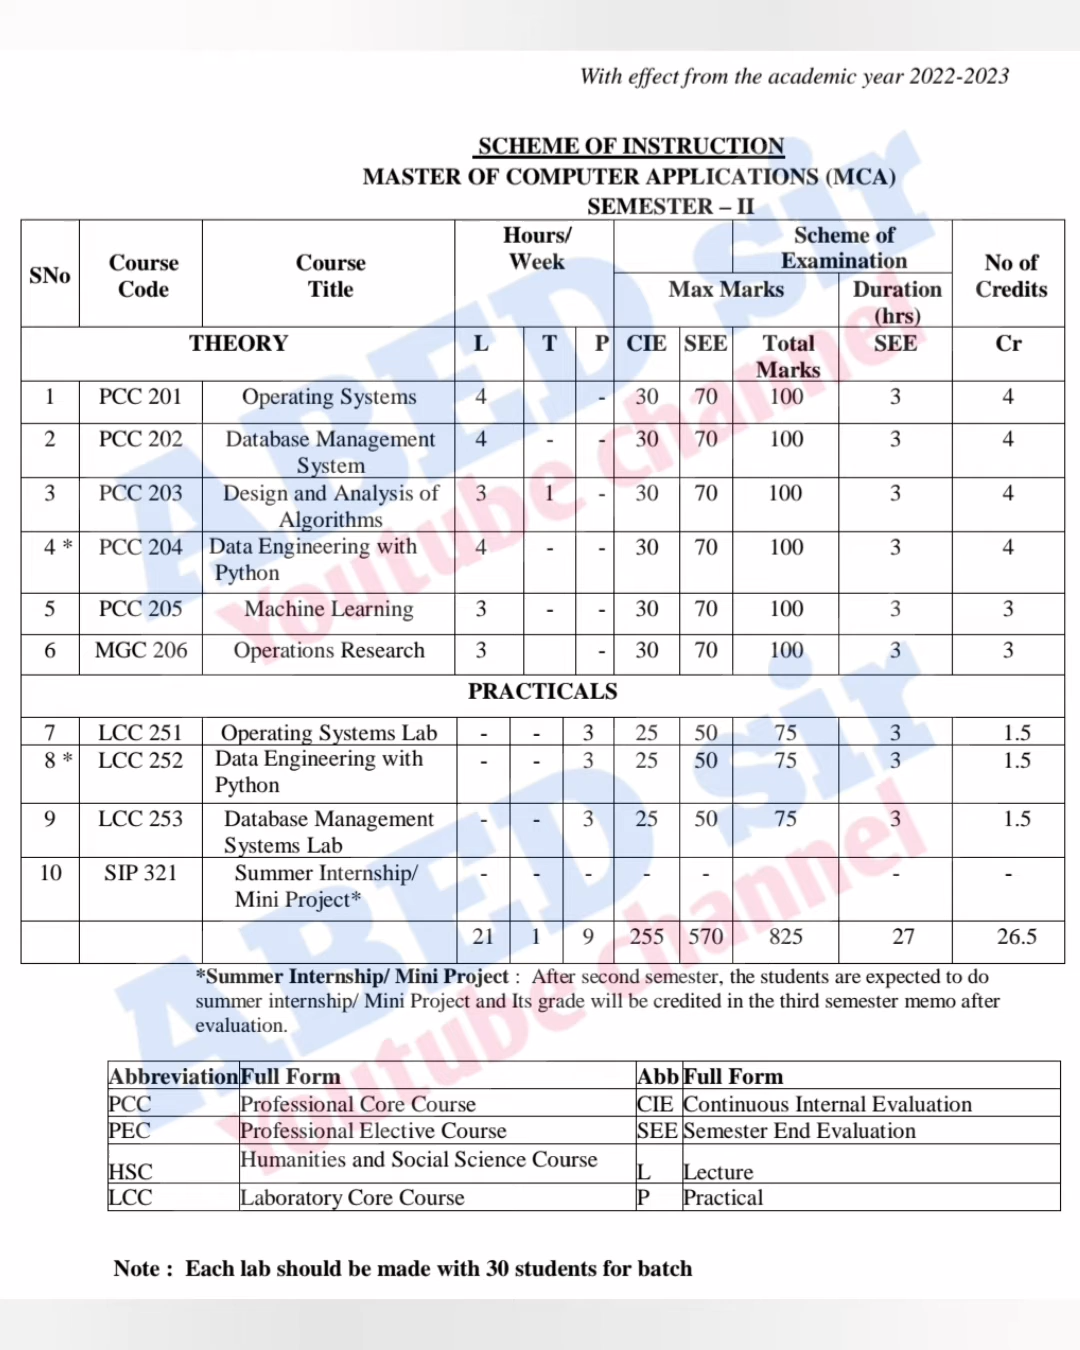 With effect from the academic year 2022-2023
SCHEME OF INSTRUCTION
MASTER OF COMPUTER APPLICATIONS (MCA)
SEMESTER – II
SNo Course Code Course Title Hours/ Week Scheme of Examination No of Credits
Max Marks Duration (hrs)
THEORY L T P CIE SEE Total Marks SEE Cr
1 PCC 201 Operating Systems 4 - 30 70 100 3 4
2 PCC 202 Database Management System 4 - - 30 70 100 3 4
3 PCC 203 Design and Analysis of Algorithms 3 1 - 30 70 100 3 4
4 * PCC 204 Data Engineering with Python 4 - - 30 70 100 3 4
5 PCC 205 Machine Learning 3 - - 30 70 100 3 3
6 MGC 206 Operations Research 3 - 30 70 100 3 3
PRACTICALS
7 LCC 251 Operating Systems Lab - - 3 25 50 75 3 1.5
8 * LCC 252 Data Engineering with Python - - 3 25 50 75 3 1.5
9 LCC 253 Database Management Systems Lab - - 3 25 50 75 3 1.5
10 SIP 321 Summer Internship/ Mini Project* - - - - - - -
21 1 9 255 570 825 27 26.5
*Summer Internship/ Mini Project : After second semester, the students are expected to do
summer internship/ Mini Project and Its grade will be credited in the third semester memo after
evaluation.
Abbreviation Full Form Abb Full Form
PCC Professional Core Course CIE Continuous Internal Evaluation
PEC Professional Elective Course SEE Semester End Evaluation
HSC Humanities and Social Science Course L Lecture
LCC Laboratory Core Course P Practical
Note : Each lab should be made with 30 students for batch
ABED sir
Youtube channel
ABED sir
Youtube channel